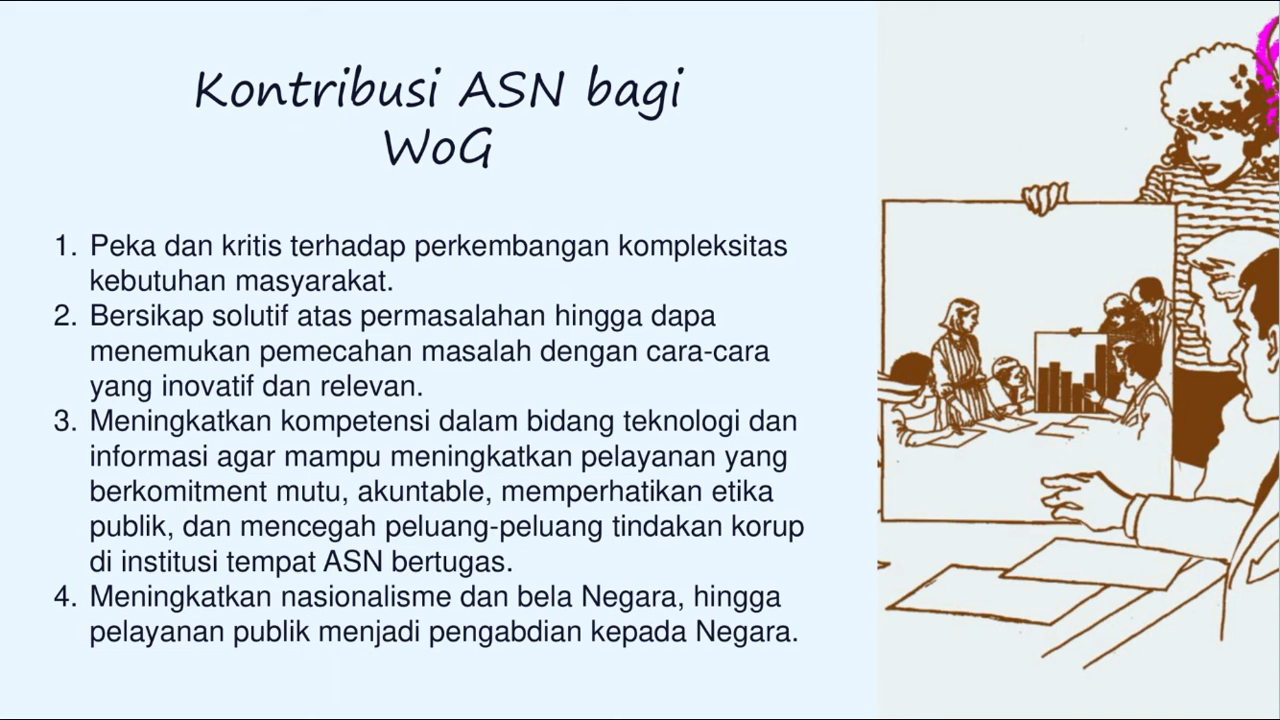 Kontribusi ASN bagi
WoG
1. Peka dan kritis terhadap perkembangan kompleksitas
kebutuhan masyarakat.
2. Bersikap solutif atas permasalahan hingga dapa
menemukan pemecahan masalah dengan cara-cara
yang inovatif dan relevan.
3. Meningkatkan kompetensi dalam bidang teknologi dan
informasi agar mampu meningkatkan pelayanan yang
berkomitment mutu, akuntable, memperhatikan etika
publik, dan mencegah peluang-peluang tindakan korup
di institusi tempat ASN bertugas.
4. Meningkatkan nasionalisme dan bela Negara, hingga
pelayanan publik menjadi pengabdian kepada Negara.